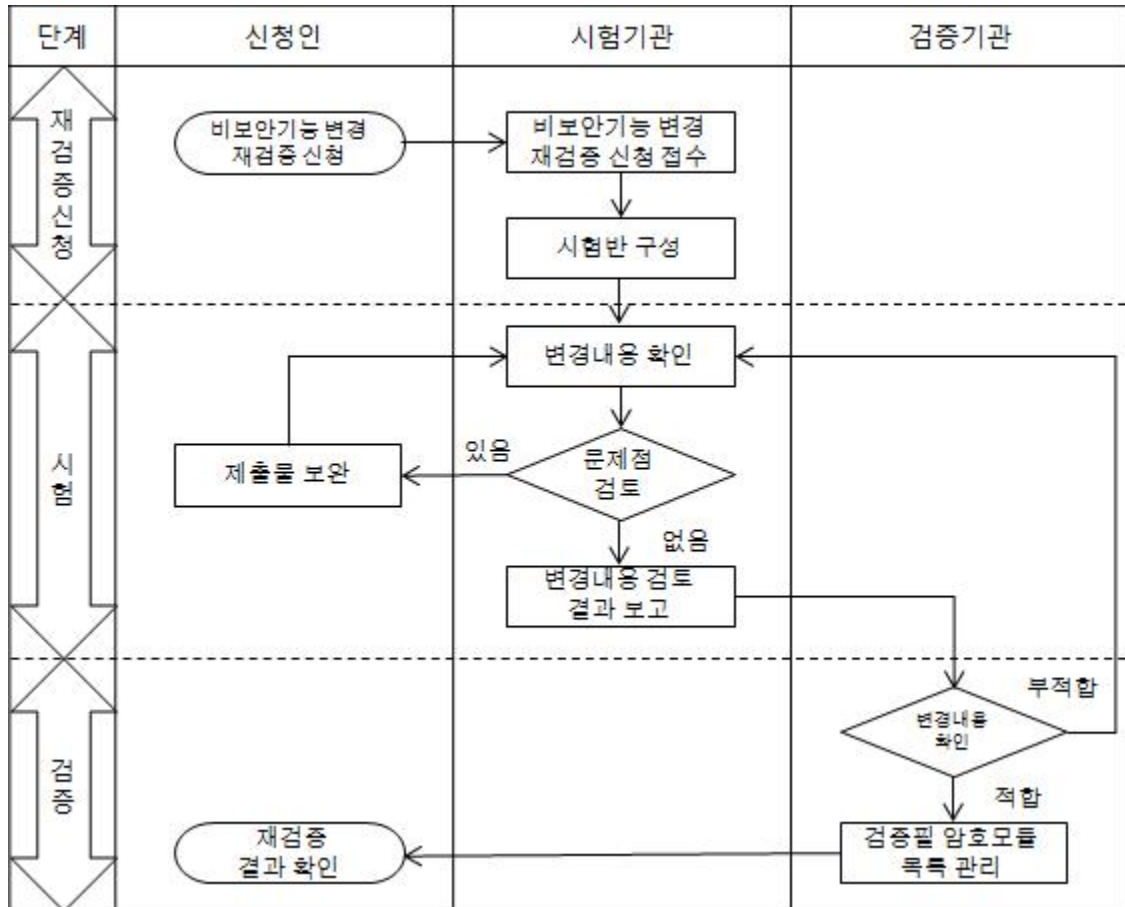 단계
신청인
시험기관
검증기관
재검증신청
비보안기능 변경
재검증 신청
비보안기능 변경
재검증 신청 접수
시험반 구성
시험
변경내용 확인
있음
문제점
검토
제출물 보완
없음
변경내용 검토
결과 보고
검증
부적합
변경내용
확인
적합
검증필 암호모듈
목록 관리
재검증
결과 확인